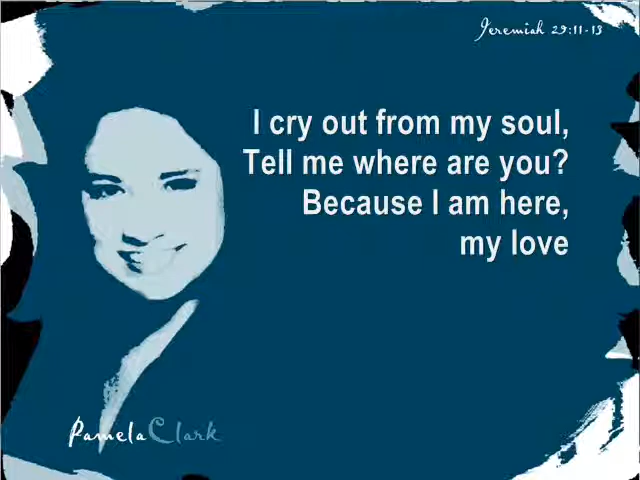 Jeremiah 29:11-13
I cry out from my soul,
Tell me where are you?
Because I am here,
my love
PamelaClark